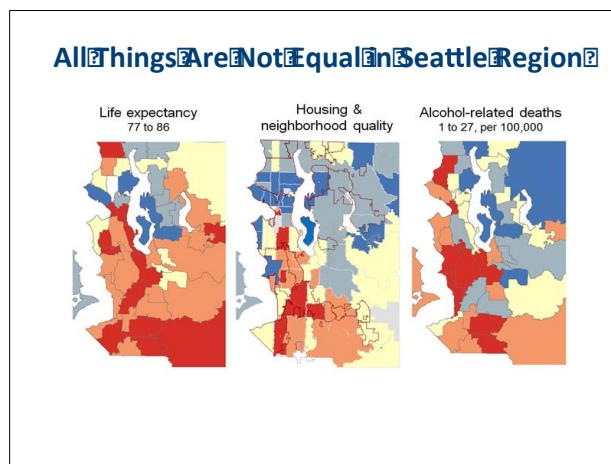 All Things Are Not Equal in Seattle Region
Life expectancy
77 to 86
Housing &
neighborhood quality
Alcohol-related deaths
1 to 27, per 100,000